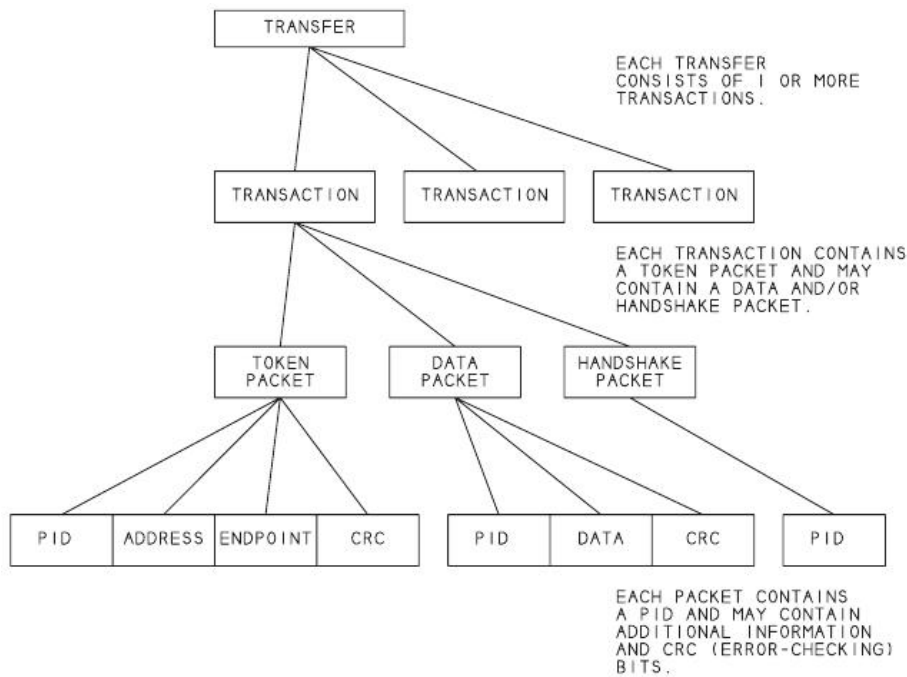 TRANSFER
EACH TRANSFER
CONSISTS OF 1 OR MORE
TRANSACTIONS.
TRANSACTION
TRANSACTION
TRANSACTION
EACH TRANSACTION CONTAINS
A TOKEN PACKET AND MAY
CONTAIN A DATA AND/OR
HANDSHAKE PACKET.
TOKEN
PACKET
DATA
PACKET
HANDSHAKE
PACKET
PID
ADDRESS
ENDPOINT
CRC
PID
DATA
CRC
PID
EACH PACKET CONTAINS
A PID AND MAY CONTAIN
ADDITIONAL INFORMATION
AND CRC (ERROR-CHECKING)
BITS.